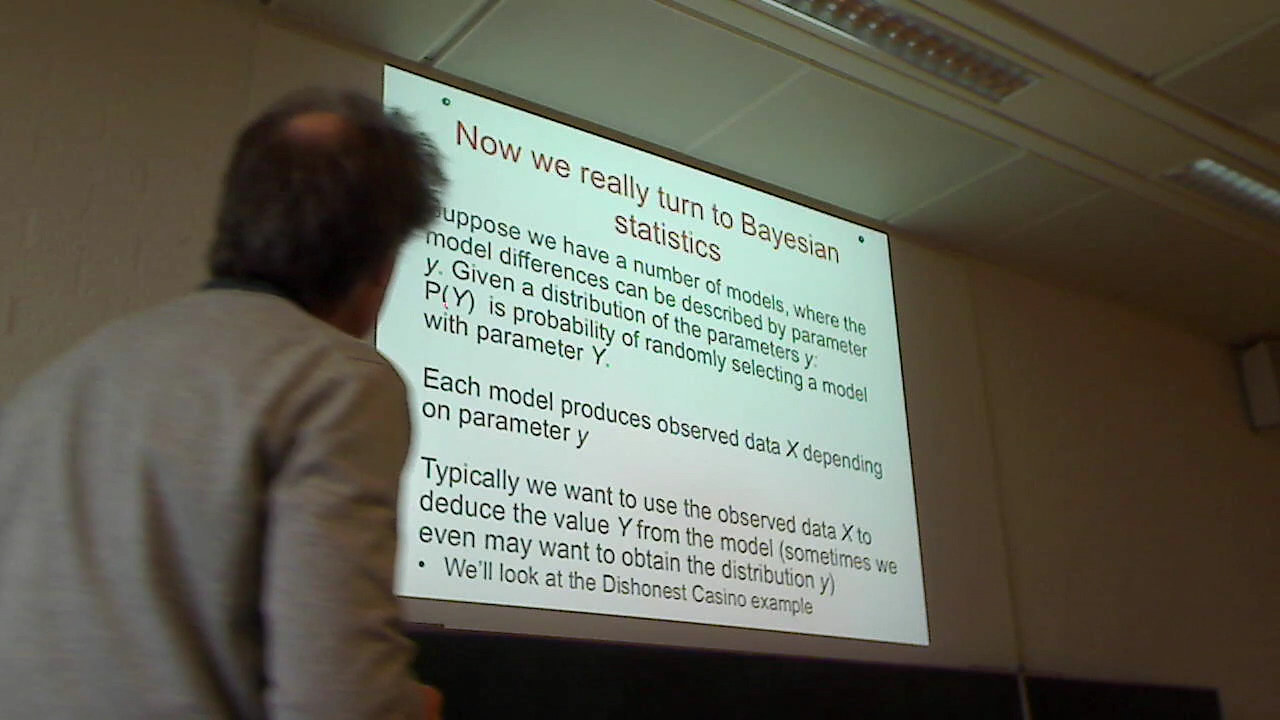 Now we really turn to Bayesian
statistics
uppose we have a number of models, where the
model differences can be described by parameter
y. Given a distribution of the parameters y:
P(Y) is probability of randomly selecting a model
with parameter Y.
Each model produces observed data X depending
on parameter y
Typically we want to use the observed data X to
deduce the value Y from the model (sometimes we
even may want to obtain the distribution y)
• We'll look at the Dishonest Casino example